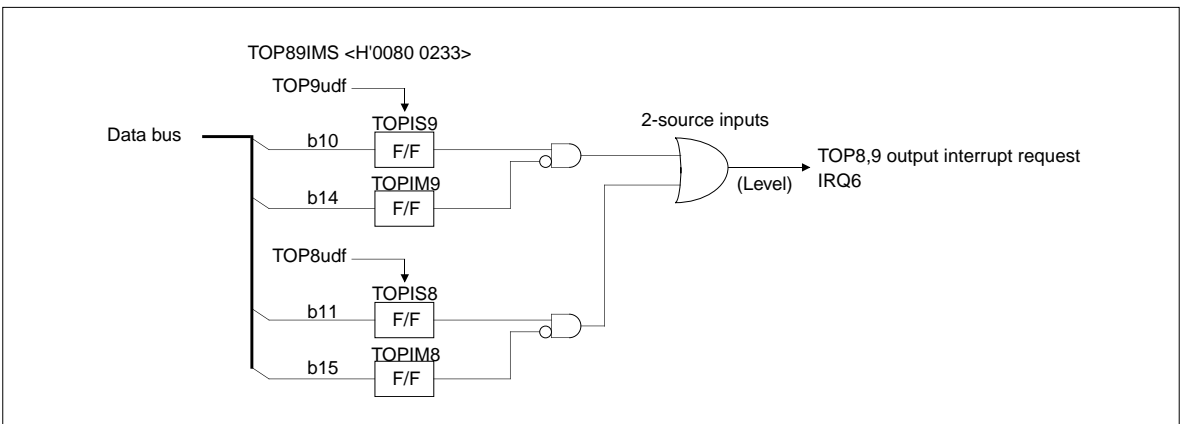 TOP89IMS <H'0080 0233>
TOP9udf
Data bus
b10
TOPIS9
F/F
2-source inputs
b14
TOPIM9
F/F
(Level)
TOP8,9 output interrupt request
IRQ6
TOP8udf
b11
TOPIS8
F/F
b15
TOPIM8
F/F